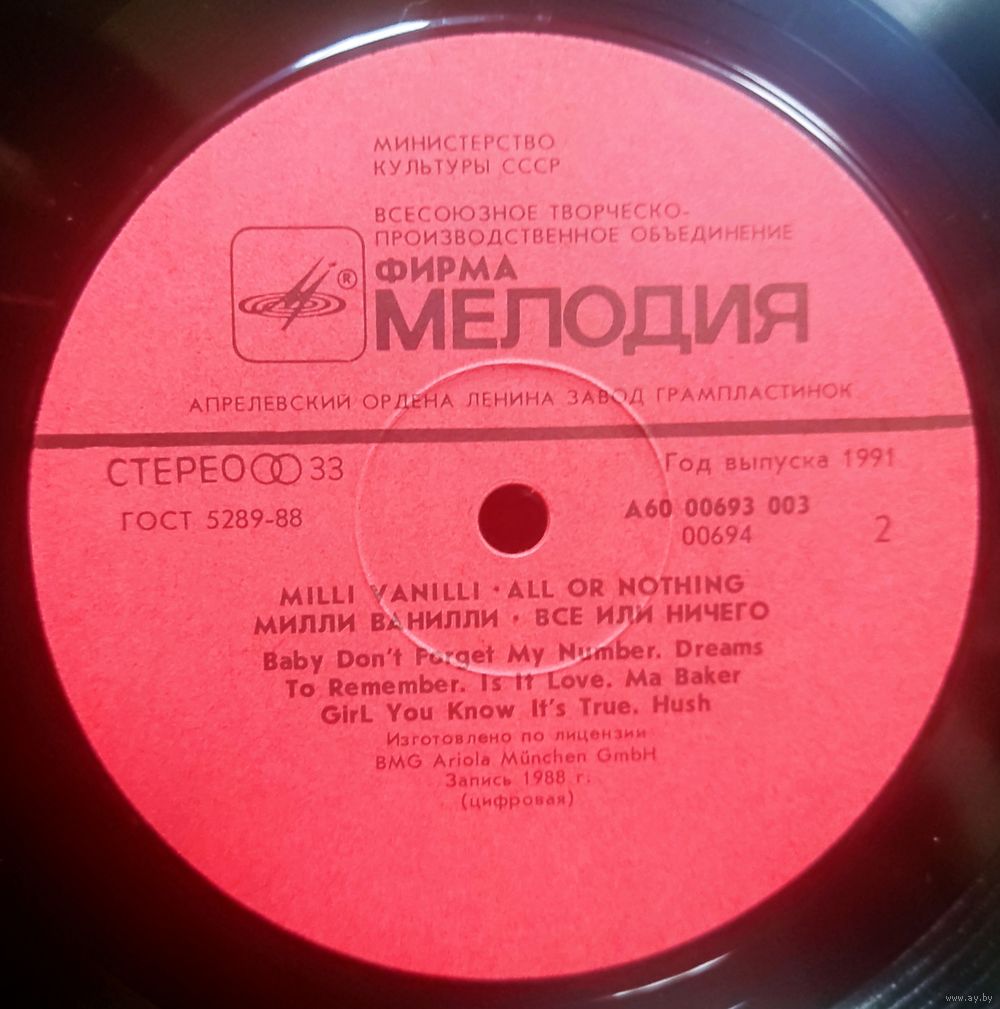 МИНИСТЕРСТВО
КУЛЬТУРЫ СССР
ВСЕСОЮЗНОЕ ТВОРЧЕСКО-
ПРОИЗВОДСТВЕННОЕ ОБЪЕДИНЕНИЕ
ФИРМА
®
МЕЛОДИЯ
АПРЕЛЕВСКИЙ ОРДЕНА ЛЕНИНА ЗАВОД ГРАМПЛАСТИНОК
СТЕРЕО 33
Год выпуска 1991
ГОСТ 5289-88
А60 00693 003
00694
2
MILLI VANILLI · ALL OR NOTHING
МИЛЛИ ВАНИЛЛИ · ВСЕ ИЛИ НИЧЕГО
Baby Don't Forget My Number. Dreams
To Remember. Is It Love. Ma Baker
GirL You Know It's True. Hush
Изготовлено по лицензии
BMG Ariola München GmbH
Запись 1988 г.
(цифровая)
www.ay.by